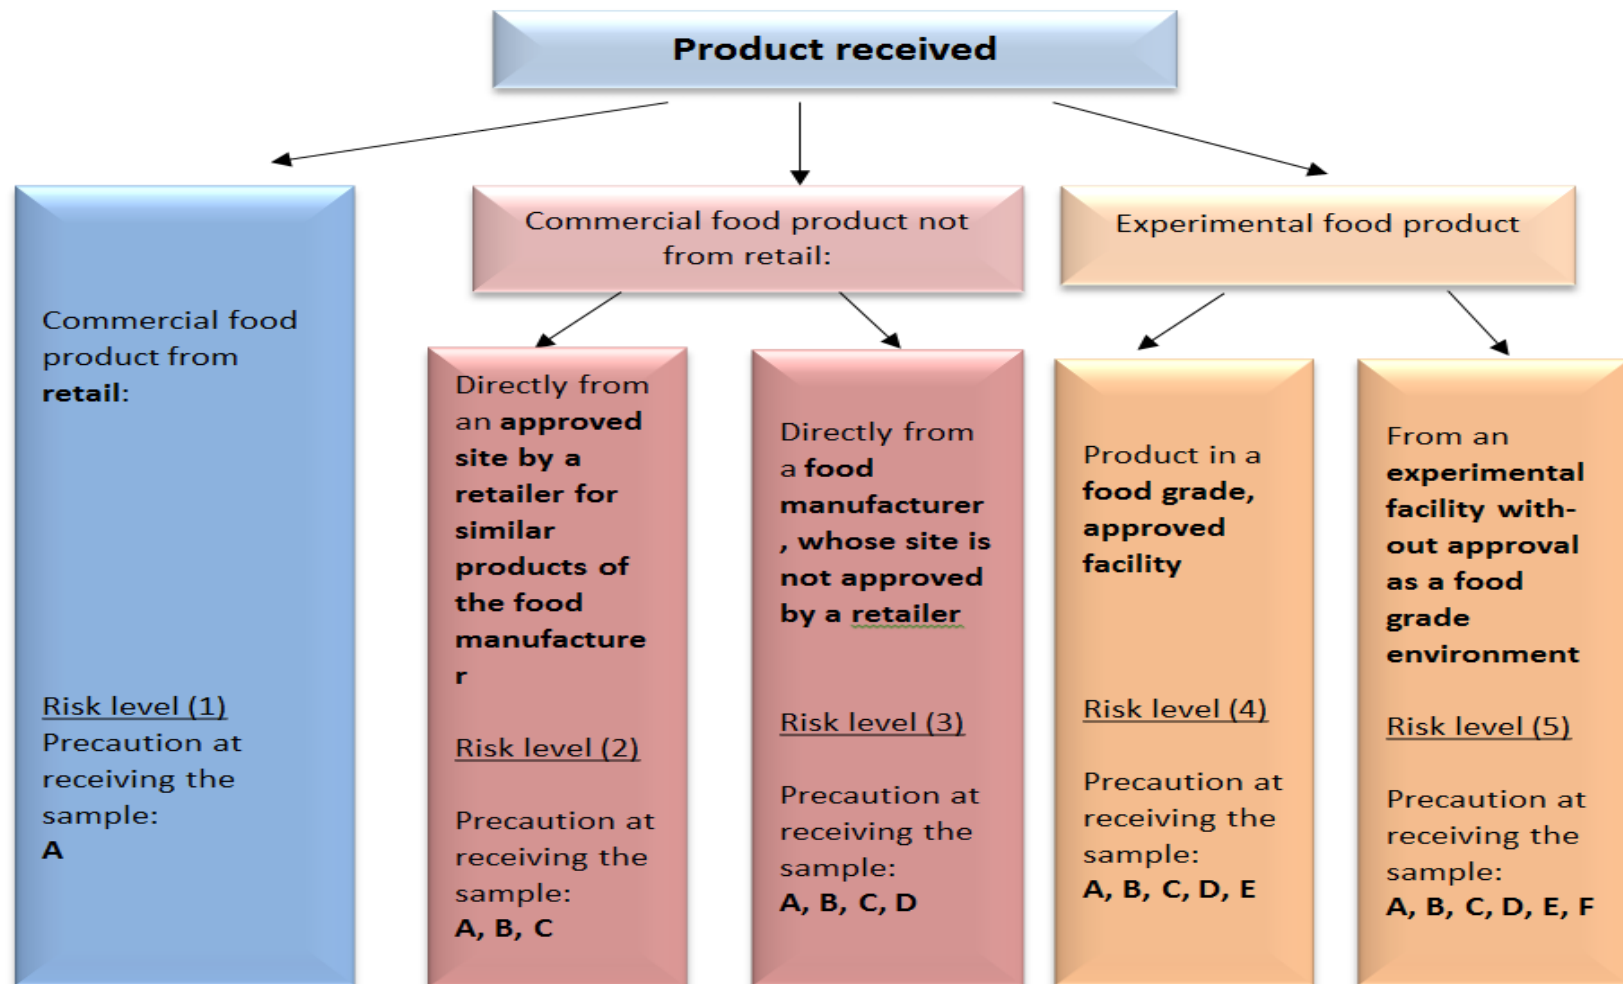 Product received
Commercial food product not
from retail:
Experimental food product
Commercial food
product from
retail:
Risk level (1)
Precaution at
receiving the
sample:
A
Directly from
an approved
site by a
retailer for
similar
products of
the food
manufacture
r
Risk level (2)
Precaution at
receiving the
sample:
A, B, C
Directly from
a food
manufacturer
, whose site is
not approved
by a retailer
Risk level (3)
Precaution at
receiving the
sample:
A, B, C, D
Product in a
food grade,
approved
facility
Risk level (4)
Precaution at
receiving the
sample:
A, B, C, D, E
From an
experimental
facility with-
out approval
as a food
grade
environment
Risk level (5)
Precaution at
receiving the
sample:
A, B, C, D, E, F